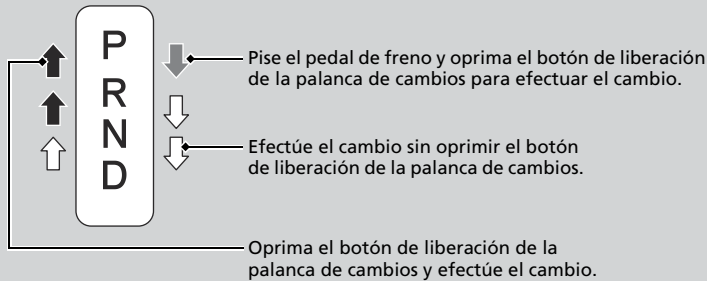 P
R
N
D
Pise el pedal de freno y oprima el botón de liberación
de la palanca de cambios para efectuar el cambio.
Efectúe el cambio sin oprimir el botón
de liberación de la palanca de cambios.
Oprima el botón de liberación de la
palanca de cambios y efectúe el cambio.